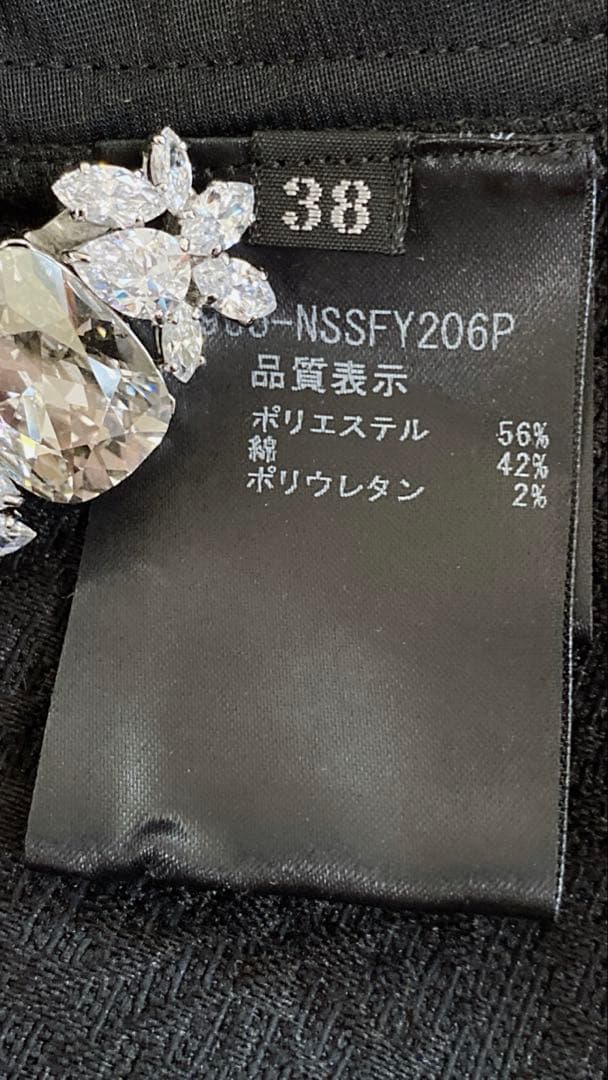 38
-NSSFY206P
品質表示
ポリエステル 56%
綿 42%
ポリウレタン 2%